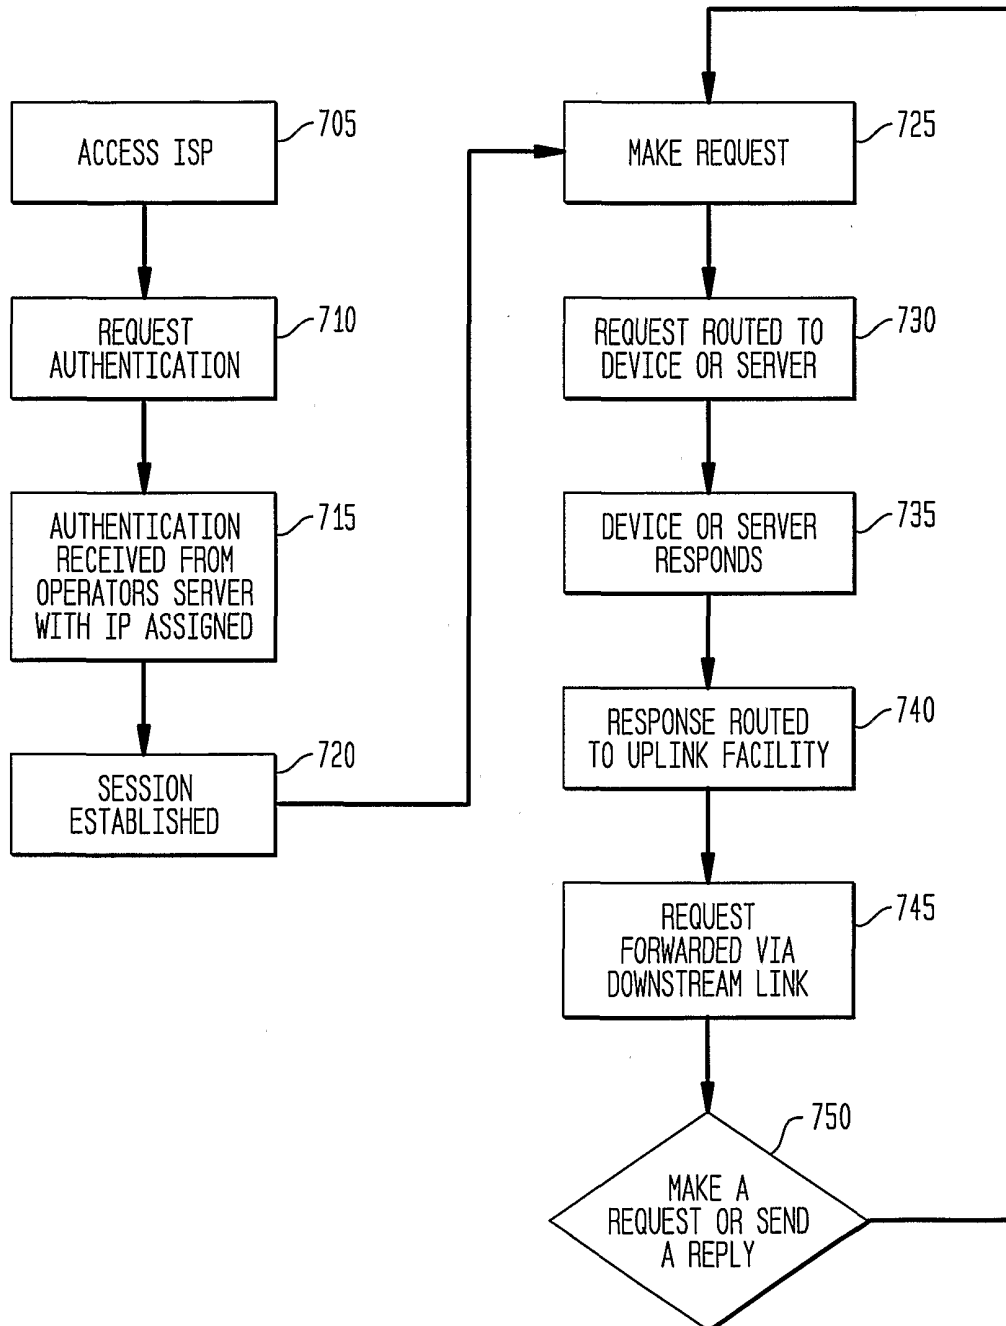 ACCESS ISP
705
REQUEST
AUTHENTICATION
710
AUTHENTICATION
RECEIVED FROM
OPERATORS SERVER
WITH IP ASSIGNED
715
SESSION
ESTABLISHED
720
MAKE REQUEST
725
REQUEST ROUTED TO
DEVICE OR SERVER
730
DEVICE OR SERVER
RESPONDS
735
RESPONSE ROUTED
TO UPLINK FACILITY
740
REQUEST
FORWARDED VIA
DOWNSTREAM LINK
745
MAKE A
REQUEST OR SEND
A REPLY
750